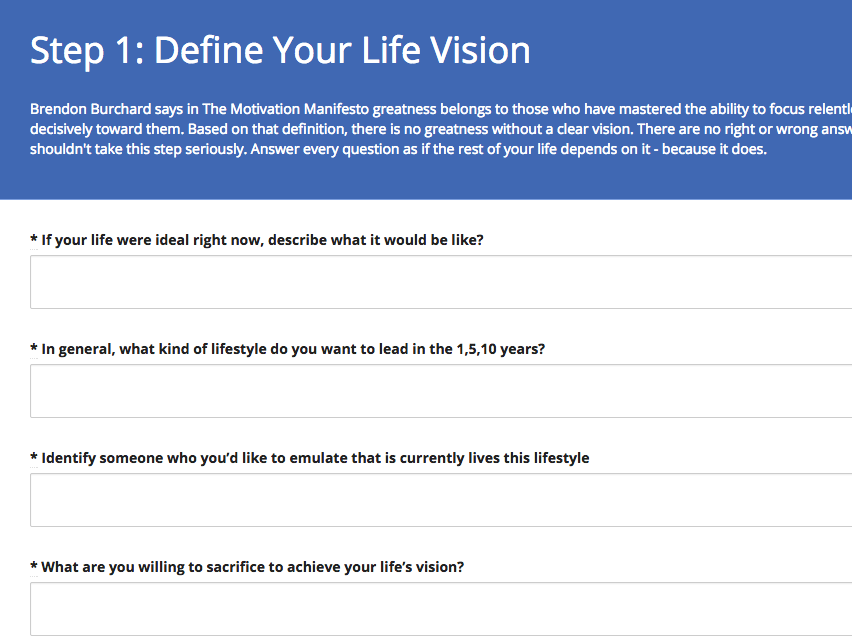 Step 1: Define Your Life Vision
Brendon Burchard says in The Motivation Manifesto greatness belongs to those who have mastered the ability to focus
decisively toward them. Based on that definition, there is no greatness without a clear vision. There are no right or wrong
shouldn't take this step seriously. Answer every question as if the rest of your life depends on it - because it does.
* If your life were ideal right now, describe what it would be like?
* In general, what kind of lifestyle do you want to lead in the 1,5,10 years?
* Identify someone who you’d like to emulate that is currently lives this lifestyle
* What are you willing to sacrifice to achieve your life’s vision?